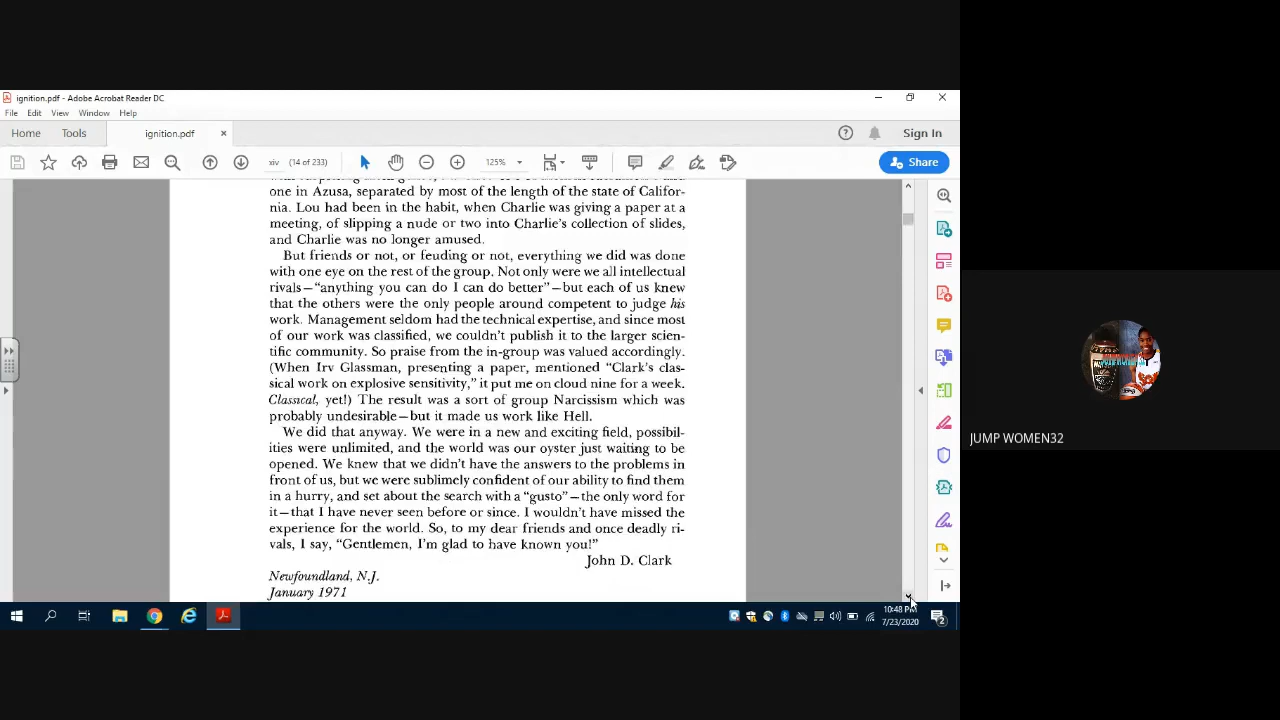 ignition.pdf - Adobe Acrobat Reader DC
File Edit View Window Help
Home Tools ignition.pdf × Sign In
xiv (14 of 233) 125% Share
one in Azusa, separated by most of the length of the state of Califor-
nia. Lou had been in the habit, when Charlie was giving a paper at a
meeting, of slipping a nude or two into Charlie's collection of slides,
and Charlie was no longer amused.
But friends or not, or feuding or not, everything we did was done
with one eye on the rest of the group. Not only were we all intellectual
rivals—"anything you can do I can do better"—but each of us knew
that the others were the only people around competent to judge his
work. Management seldom had the technical expertise, and since most
of our work was classified, we couldn't publish it to the larger scien-
tific community. So praise from the in-group was valued accordingly.
(When Irv Glassman, presenting a paper, mentioned "Clark's clas-
sical work on explosive sensitivity," it put me on cloud nine for a week.
Classical, yet!) The result was a sort of group Narcissism which was
probably undesirable—but it made us work like Hell.
We did that anyway. We were in a new and exciting field, possibil-
ities were unlimited, and the world was our oyster just waiting to be
opened. We knew that we didn't have the answers to the problems in
front of us, but we were sublimely confident of our ability to find them
in a hurry, and set about the search with a "gusto"—the only word for
it—that I have never seen before or since. I wouldn't have missed the
experience for the world. So, to my dear friends and once deadly ri-
vals, I say, "Gentlemen, I'm glad to have known you!"
John D. Clark
Newfoundland, N.J.
January 1971
10:48 PM
7/23/2020
2
JUMP WOMEN32